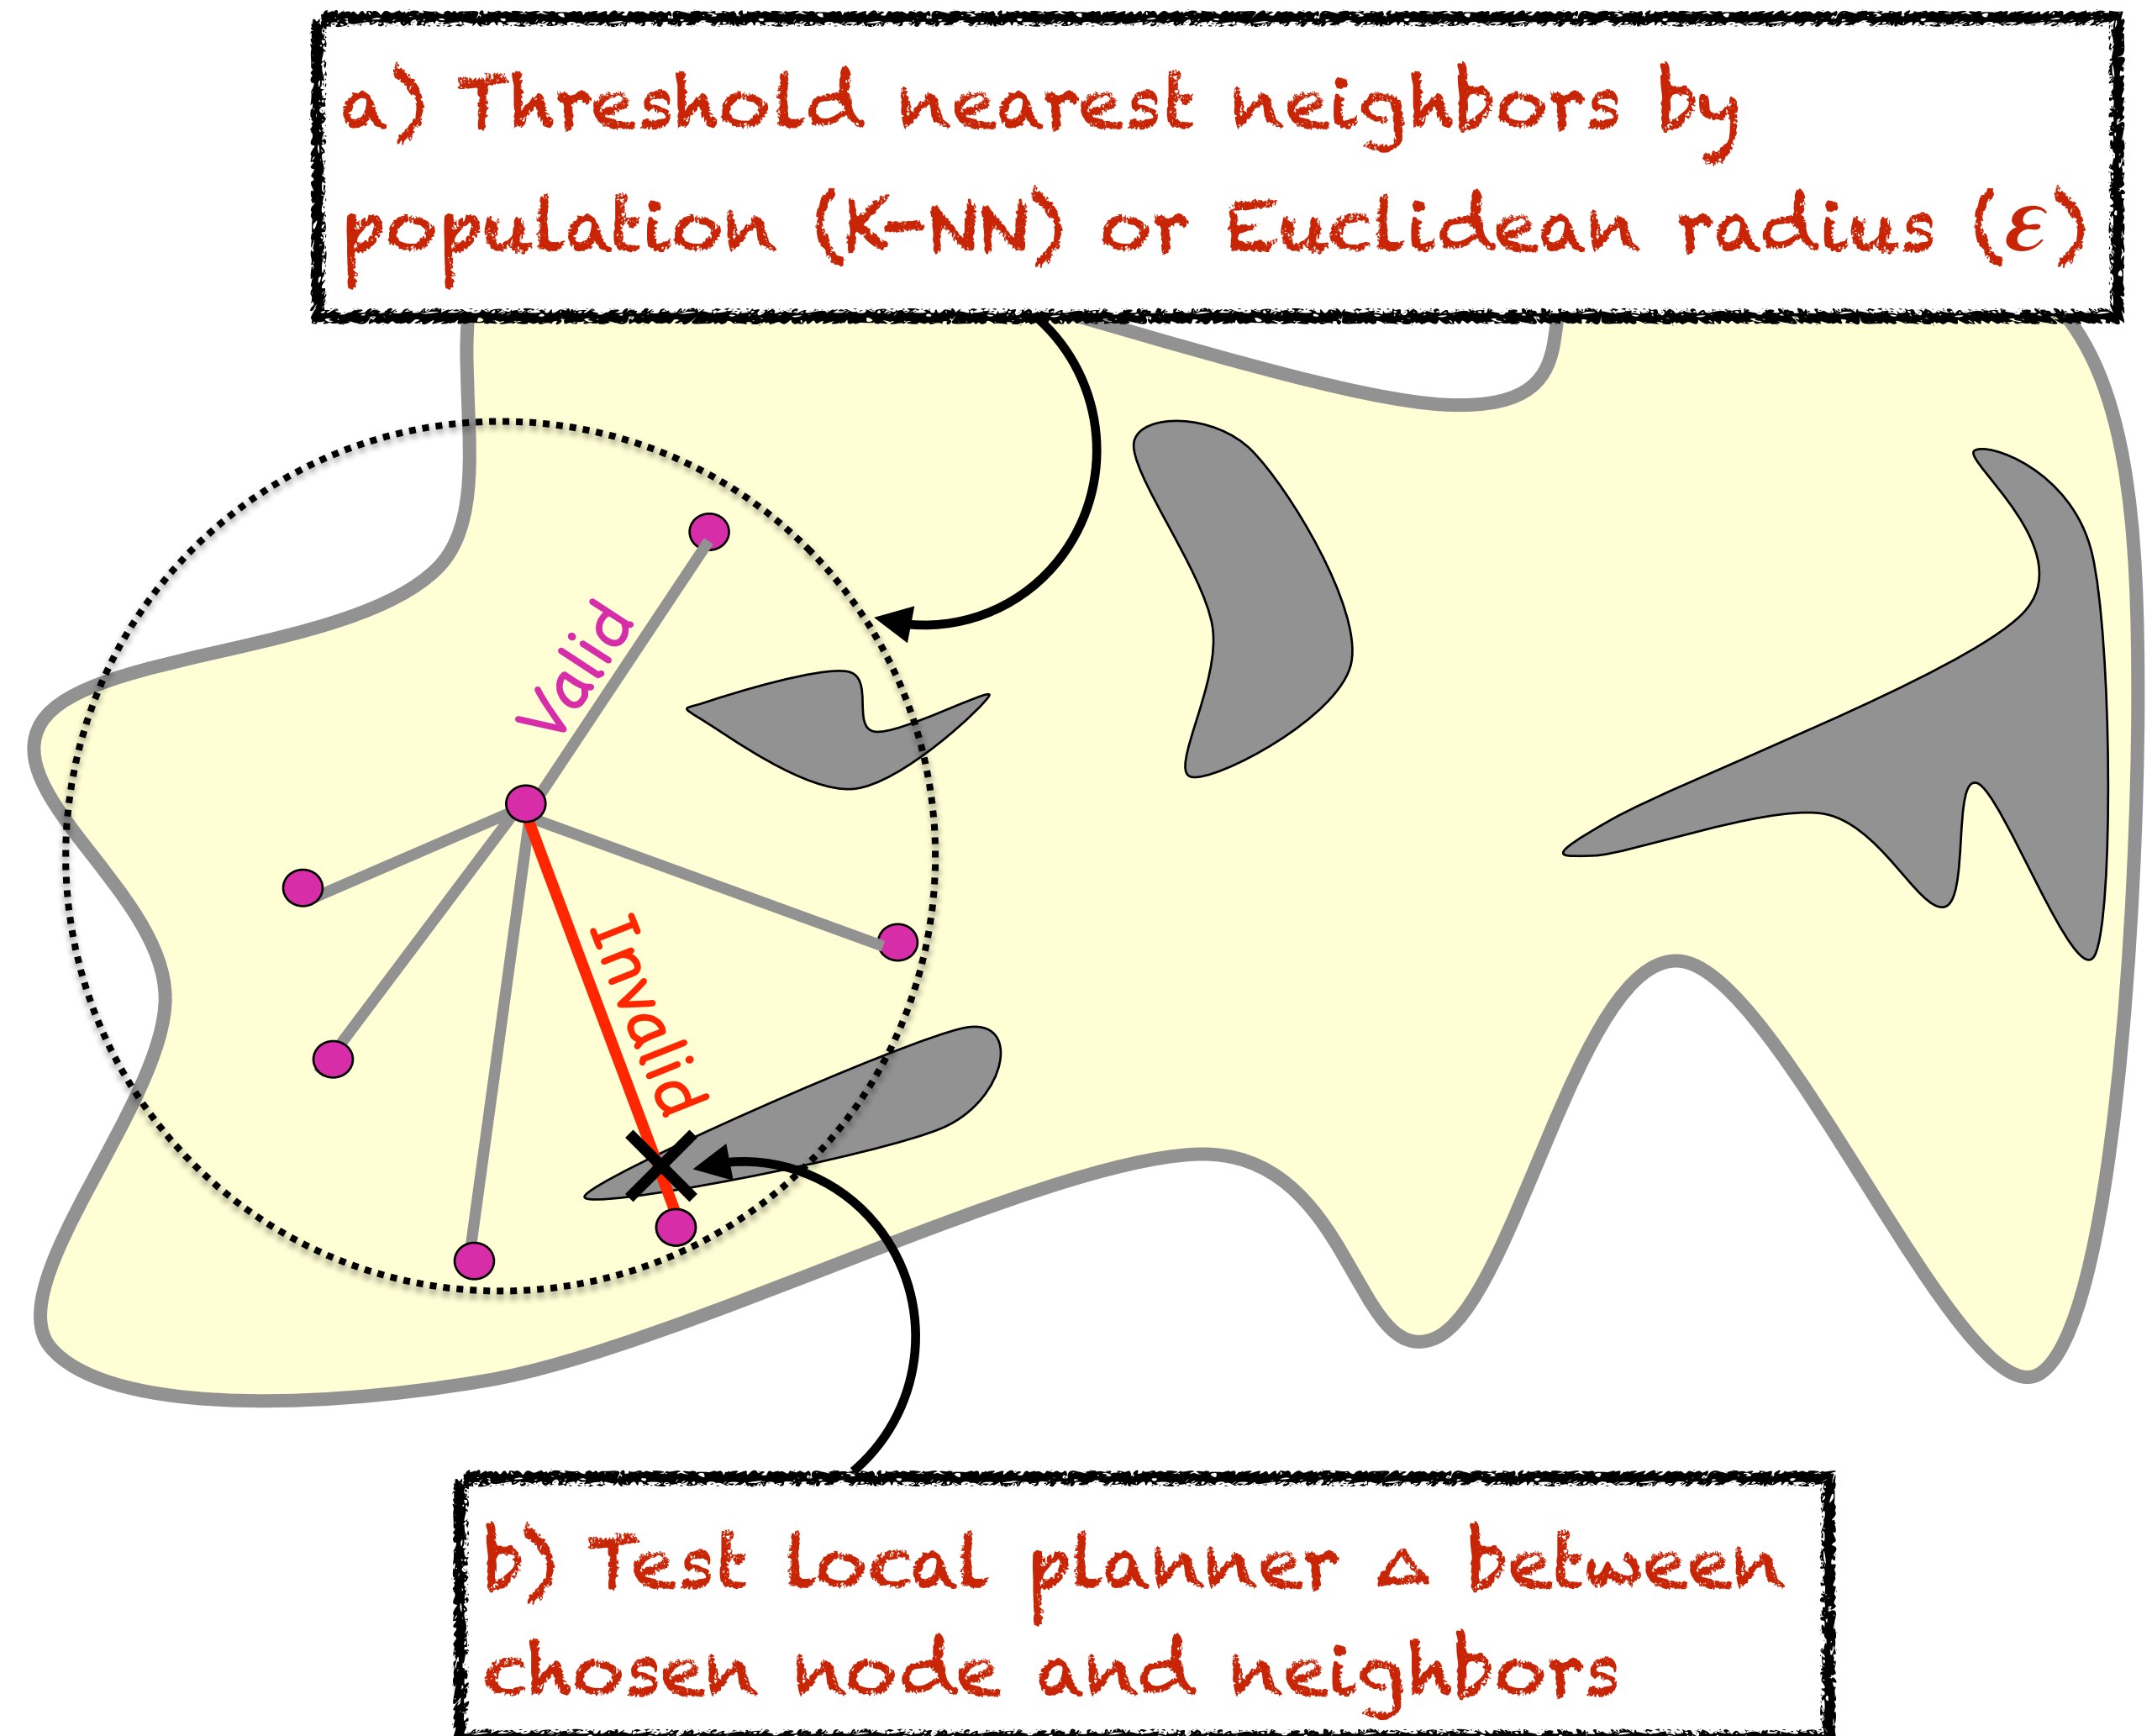 a) Threshold nearest neighbors by
population (K-NN) or Euclidean radius (ε)
Valid
Invalid
b) Test local planner Δ between
chosen node and neighbors